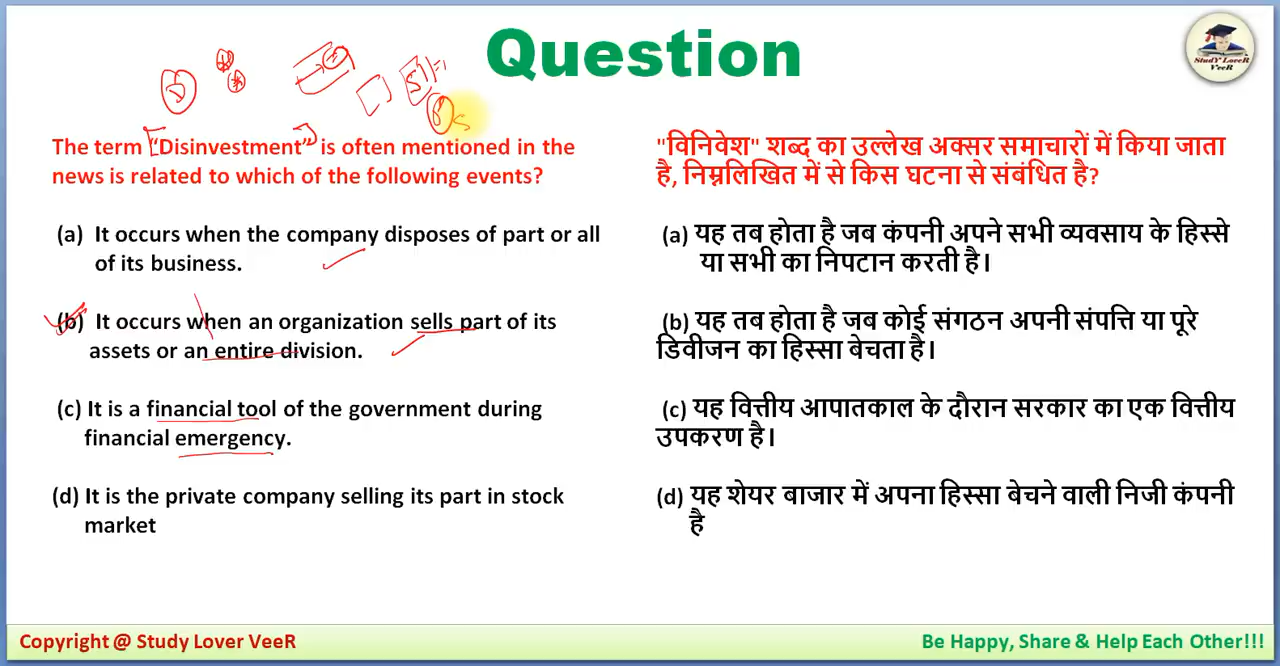 Question
StudY LoveR
VeeR
The term "Disinvestment" is often mentioned in the
news is related to which of the following events?
(a) It occurs when the company disposes of part or all
of its business.
(b) It occurs when an organization sells part of its
assets or an entire division.
(c) It is a financial tool of the government during
financial emergency.
(d) It is the private company selling its part in stock
market
"विनिवेश" शब्द का उल्लेख अक्सर समाचारों में किया जाता
है, निम्नलिखित में से किस घटना से संबंधित है?
(a) यह तब होता है जब कंपनी अपने सभी व्यवसाय के हिस्से
या सभी का निपटान करती है।
(b) यह तब होता है जब कोई संगठन अपनी संपत्ति या पूरे
डिवीजन का हिस्सा बेचता है।
(c) यह वित्तीय आपातकाल के दौरान सरकार का एक वित्तीय
उपकरण है।
(d) यह शेयर बाजार में अपना हिस्सा बेचने वाली निजी कंपनी
है
Copyright @ Study Lover VeeR
Be Happy, Share & Help Each Other!!!